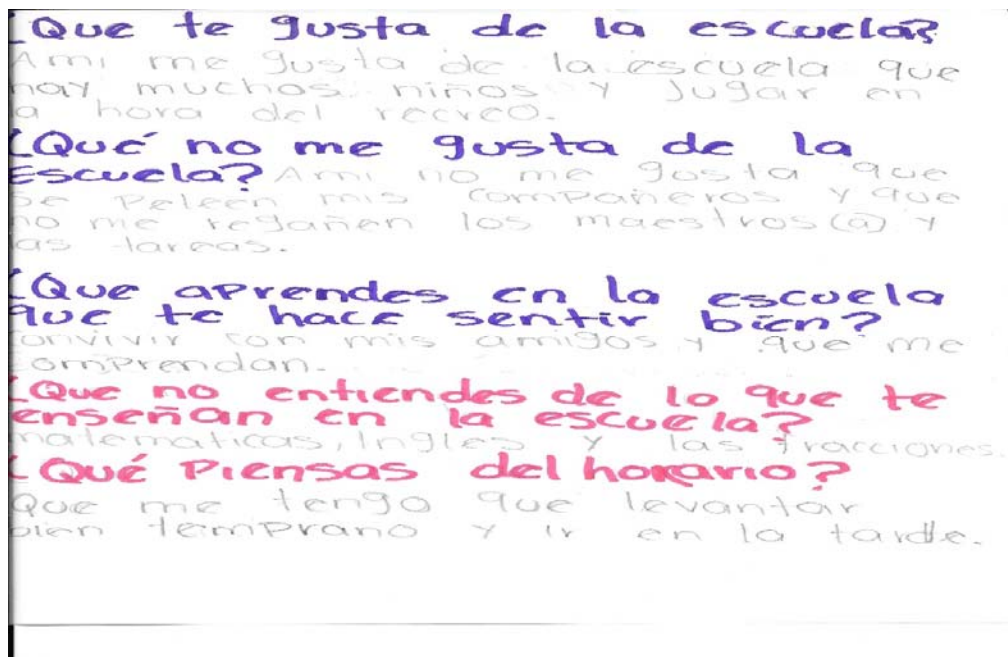 ¿Que te gusta de la escuela?
Ami me gusta de la escuela que
hay muchos niños y jugar en
la hora del recreo.
¿Qué no me gusta de la
Escuela? Ami no me gusta que
se peleen mis compañeros y que
no me regañen los maestros(a) y
las tareas.
¿Que aprendes en la escuela
que te hace sentir bien?
Convivir con mis amigos y que me
comprendan.
¿Que no entiendes de lo que te
enseñan en la escuela?
matematicas, Ingles y las fracciones.
¿Qué Piensas del horario?
Que me tengo que levantar
bien temprano y ir en la tarde.